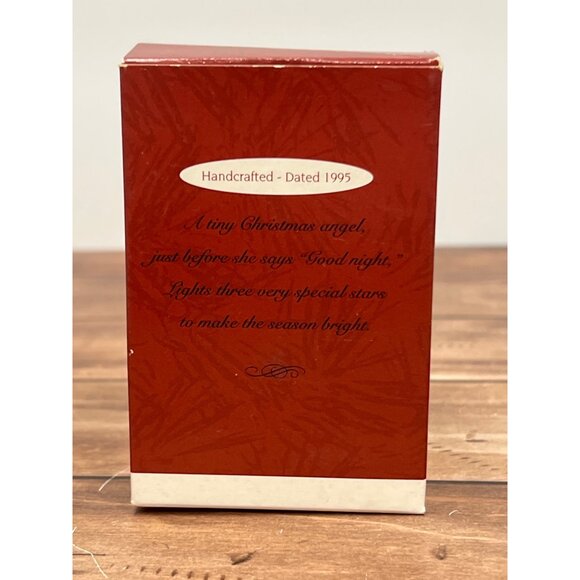 Handcrafted - Dated 1995
A tiny Christmas angel,
just before she says "Good night,"
Lights three very special stars
to make the season bright.